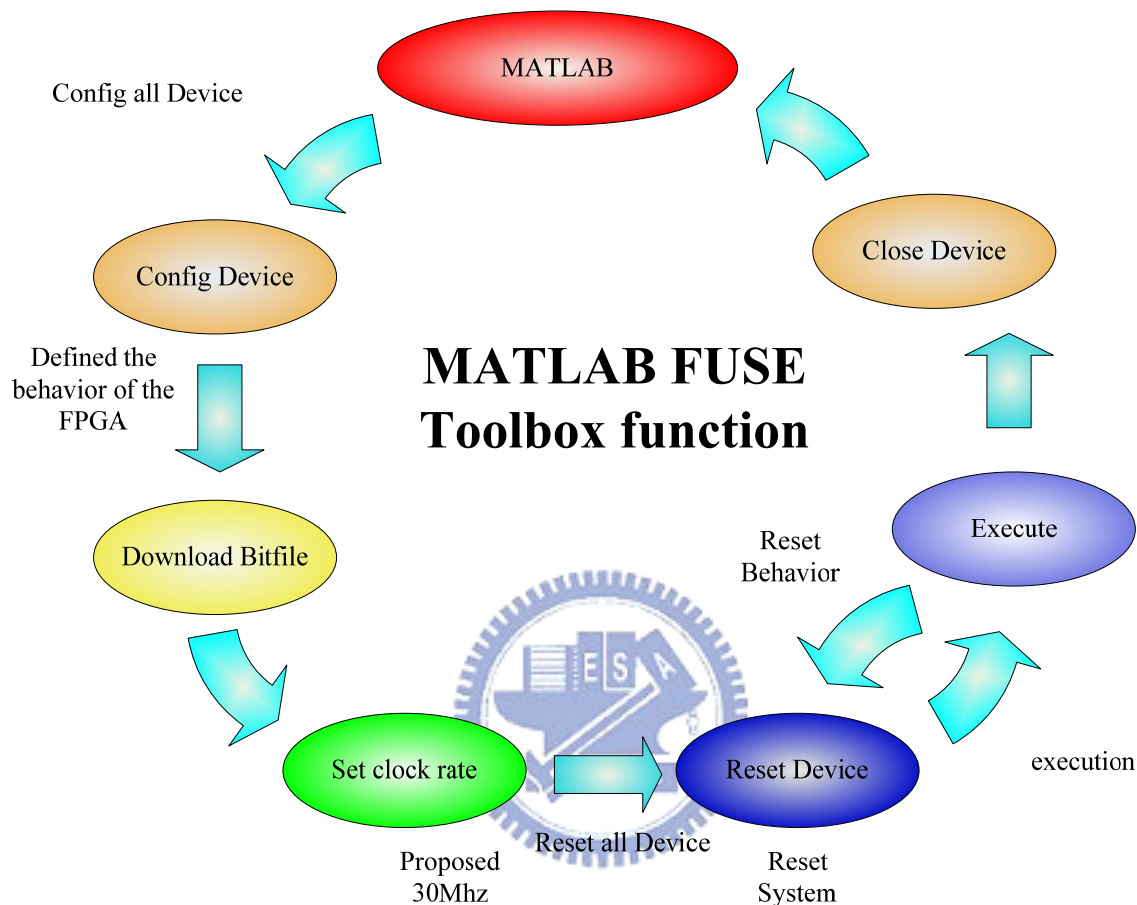 MATLAB
Config all Device
Config Device
Close Device
Defined the
behavior of the
FPGA
MATLAB FUSE
Toolbox function
Download Bitfile
Execute
Reset
Behavior
E S A
Set clock rate
Reset Device
execution
Reset all Device
Proposed
30Mhz
Reset
System